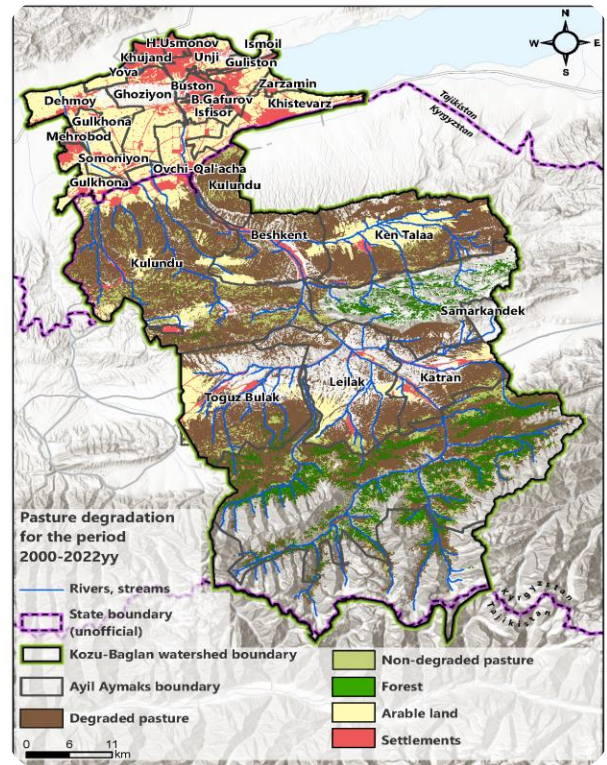 N
W E
S
H.Usmonov
Ismoil
Khujand
Unji
Yova
Guliston
Buston
Zarzamin
Dehmoy
Ghoziyon
B.Gafurov
Khistevarz
Gulkhona
Isfisor
Mehrobod
Somoniyon
Ovchi-Qal'acha
Gulkhona
Kulundu
Tajikistan
Kyrgyzstan
Beshkent
Ken Talaa
Kulundu
Samarkandek
Leilak
Katran
Toguz Bulak
Kyrgyzstan
Tajikistan
Pasture degradation
for the period
2000-2022yy
Rivers, streams
State boundary
(unofficial)
Kozu-Baglan watershed boundary
Ayil Aymaks boundary
Degraded pasture
Non-degraded pasture
Forest
Arable land
Settlements
0 6 11
km